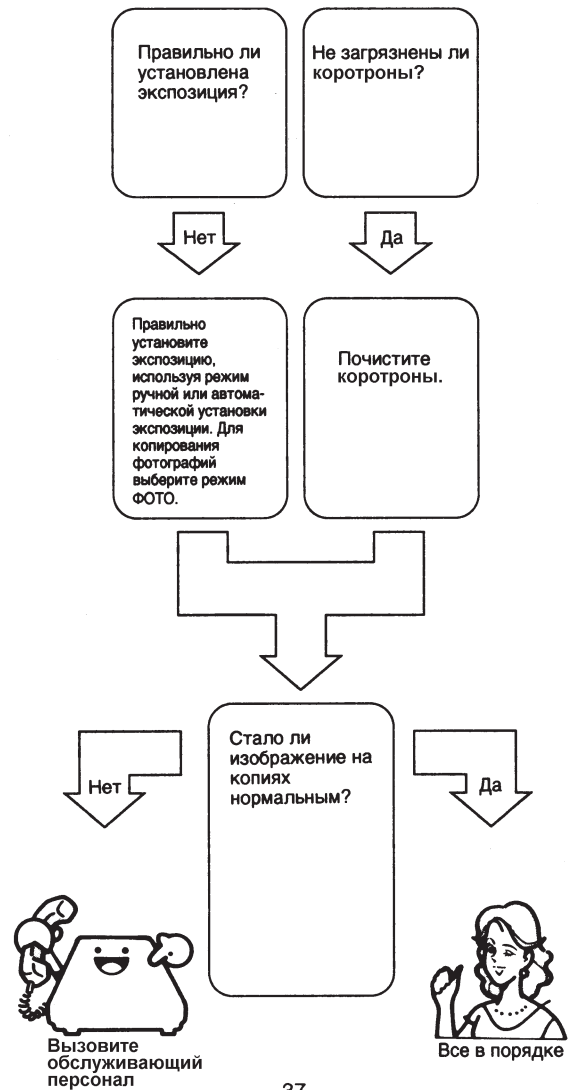 Правильно ли
установлена
экспозиция?
Не загрязнены ли
коротроны?
Нет
Да
Правильно
установите
экспозицию,
используя режим
ручной или автома-
тической установки
экспозиции. Для
копирования
фотографий
выберите режим
ФОТО.
Почистите
коротроны.
Стало ли
изображение на
копиях
нормальным?
Нет
Да
Вызовите
обслуживающий
персонал
Все в порядке